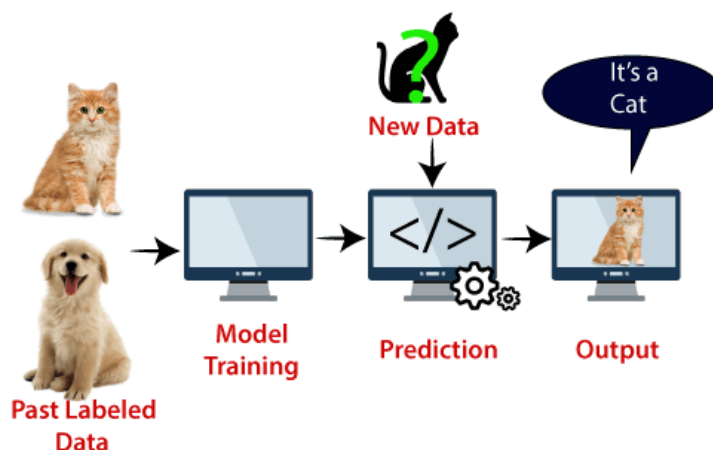 ?
New Data
It's a
Cat
</>
Model
Training
Prediction
Output
Past Labeled
Data